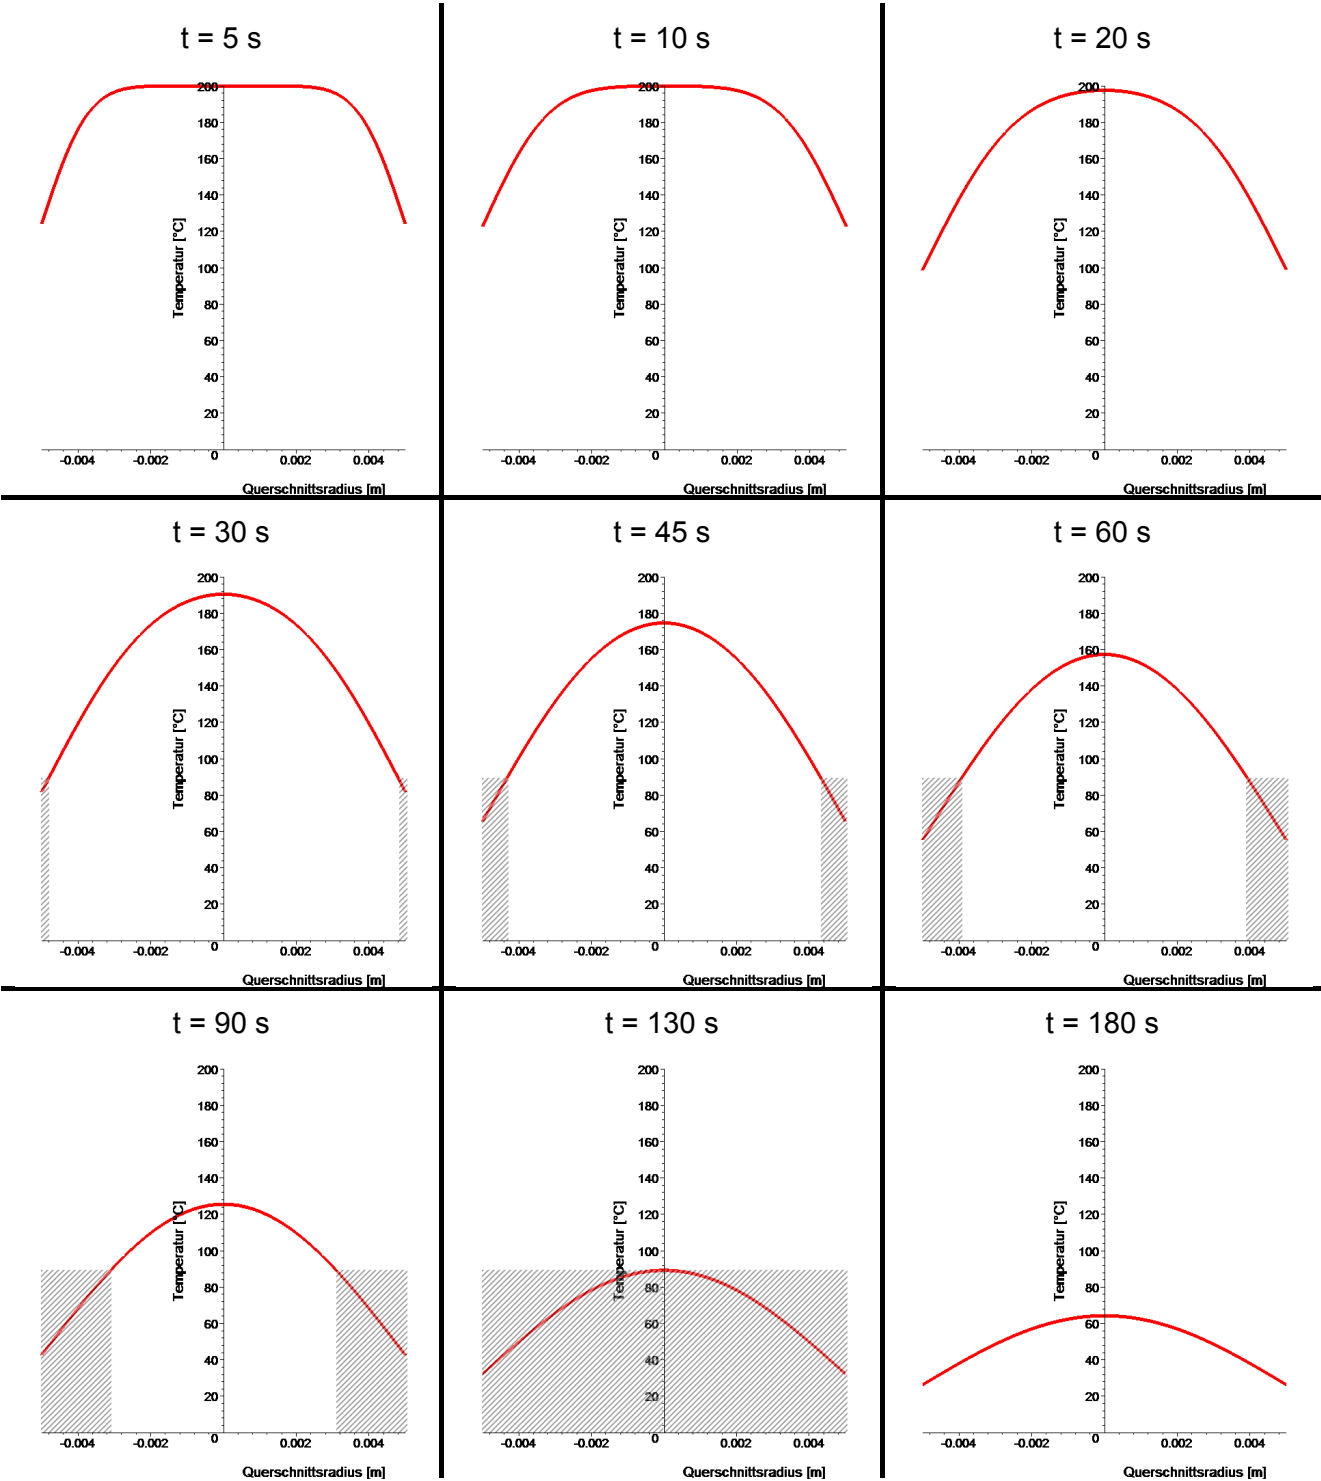 t = 5 s
200
180
160
140
120
100
80
60
40
20
0
Temperatur [°C]
-0.004 -0.002 0.002 0.004
Querschnittsradius [m]
t = 10 s
200
180
160
140
120
100
80
60
40
20
0
Temperatur [°C]
-0.004 -0.002 0.002 0.004
Querschnittsradius [m]
t = 20 s
200
180
160
140
120
100
80
60
40
20
0
Temperatur [°C]
-0.004 -0.002 0.002 0.004
Querschnittsradius [m]
t = 30 s
200
180
160
140
120
100
80
60
40
20
0
Temperatur [°C]
-0.004 -0.002 0.002 0.004
Querschnittsradius [m]
t = 45 s
200
180
160
140
120
100
80
60
40
20
0
Temperatur [°C]
-0.004 -0.002 0.002 0.004
Querschnittsradius [m]
t = 60 s
200
180
160
140
120
100
80
60
40
20
0
Temperatur [°C]
-0.004 -0.002 0.002 0.004
Querschnittsradius [m]
t = 90 s
200
180
160
140
120
100
80
60
40
20
0
Temperatur [°C]
-0.004 -0.002 0.002 0.004
Querschnittsradius [m]
t = 130 s
200
180
160
140
120
100
80
60
40
20
0
Temperatur [°C]
-0.004 -0.002 0.002 0.004
Querschnittsradius [m]
t = 180 s
200
180
160
140
120
100
80
60
40
20
0
Temperatur [°C]
-0.004 -0.002 0.002 0.004
Querschnittsradius [m]